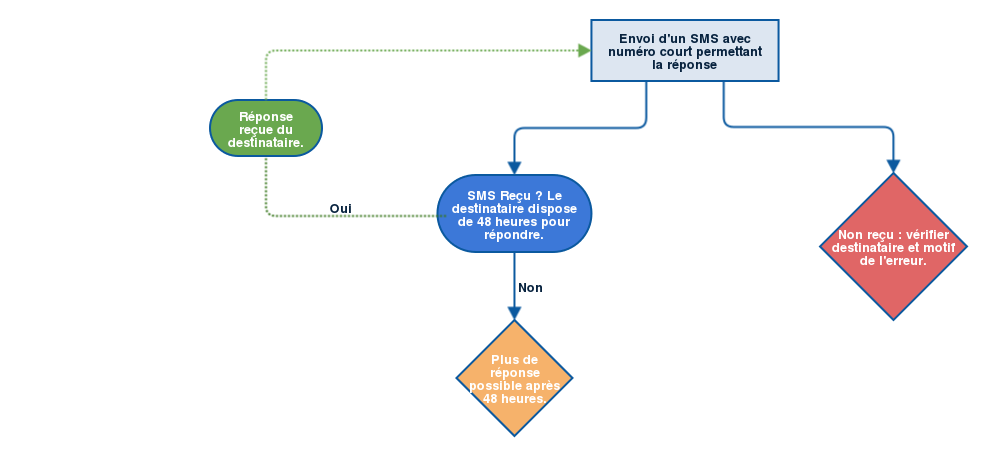 Envoi d'un SMS avec
numéro court permettant
la réponse
Réponse
reçue du
destinataire.
Oui
SMS Reçu ? Le
destinataire dispose
de 48 heures pour
répondre.
Non reçu : vérifier
destinataire et motif
de l'erreur.
Non
Plus de
réponse
possible après
48 heures.